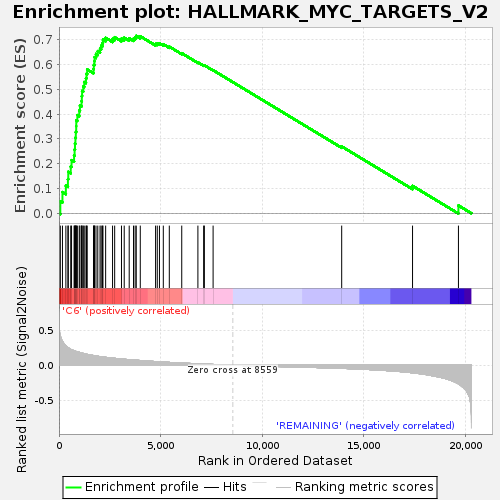 Enrichment plot: HALLMARK_MYC_TARGETS_V2
Enrichment score (ES)
0.7
0.6
0.5
0.4
0.3
0.2
0.1
0.0
'C6' (positively correlated)
Ranked list metric (Signal2Noise)
0.5
0.0
-0.5
Zero cross at 8559
'REMAINING' (negatively correlated)
0 5,000 10,000 15,000 20,000
Rank in Ordered Dataset
Enrichment profile Hits Ranking metric scores